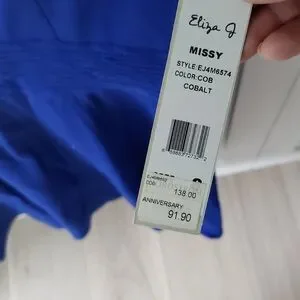 Eliza J
MISSY
STYLE:EJ4M6574
COLOR:COB
COBALT
138.00
ANNIVERSARY
91.90